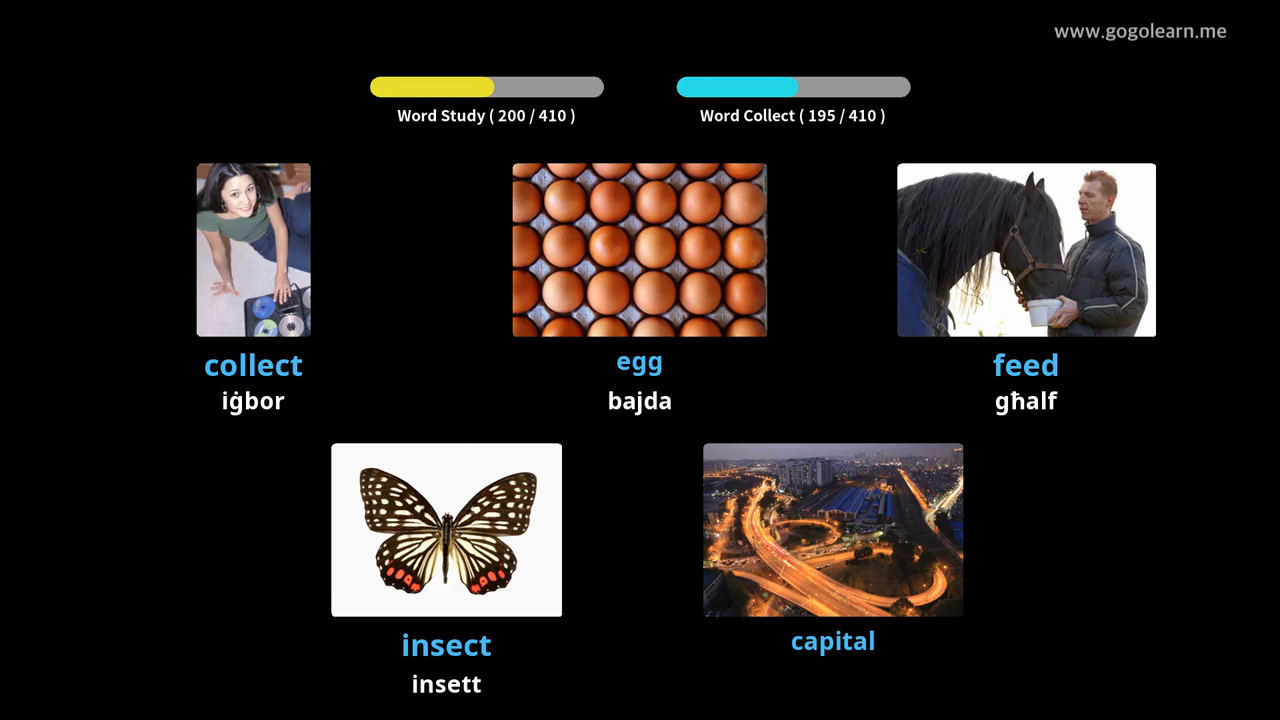 www.gogolearn.me
Word Study ( 200 / 410 )
Word Collect ( 195 / 410 )
collect
iġbor
egg
bajda
feed
għalf
insect
insett
capital